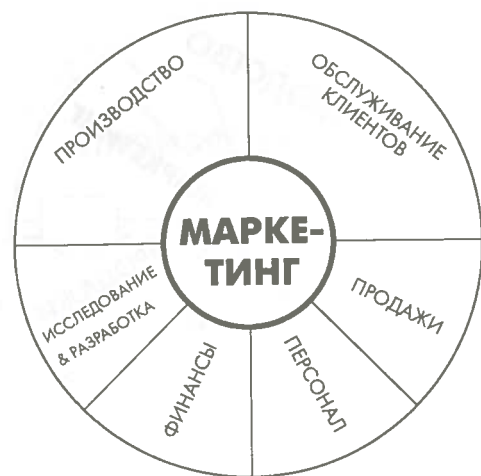 ПРОИЗВОДСТВО
ОБСЛУЖИВАНИЕ
КЛИЕНТОВ
МАРКЕ-
ТИНГ
ИССЛЕДОВАНИЕ
& РАЗРАБОТКА
ФИНАНСЫ
ПЕРСОНАЛ
ПРОДАЖИ